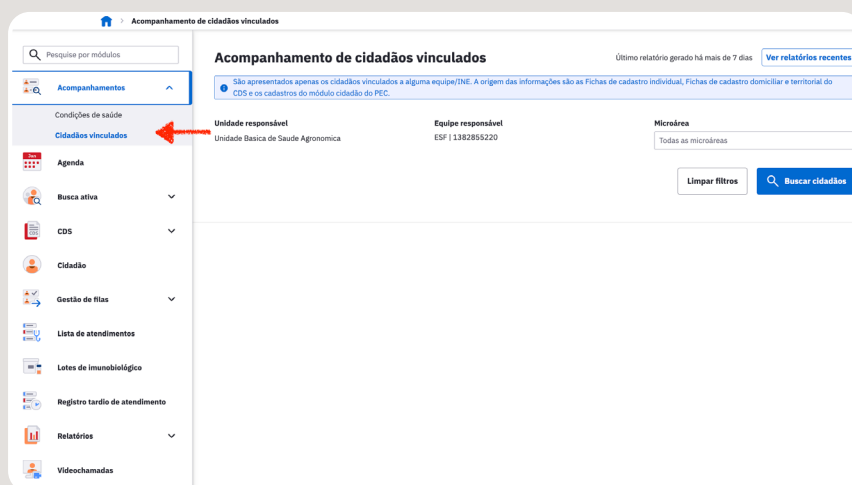 Acompanhamento de cidadãos vinculados
Pesquise por módulos
Acompanhamentos
Condições de saúde
Cidadãos vinculados
Agenda
Busca ativa
CDS
Cidadão
Gestão de filas
Lista de atendimentos
Lotes de imunobiológico
Registro tardio de atendimento
Relatórios
Videochamadas
Acompanhamento de cidadãos vinculados
Último relatório gerado há mais de 7 dias
Ver relatórios recentes
São apresentados apenas os cidadãos vinculados a alguma equipe/INE. A origem das informações são as Fichas de cadastro individual, Fichas de cadastro domiciliar e territorial do
CDS e os cadastros do módulo cidadão do PEC.
Unidade responsável
Unidade Basica de Saude Agronomica
Equipe responsável
ESF | 1382855220
Microárea
Todas as microáreas
Limpar filtros
Buscar cidadãos